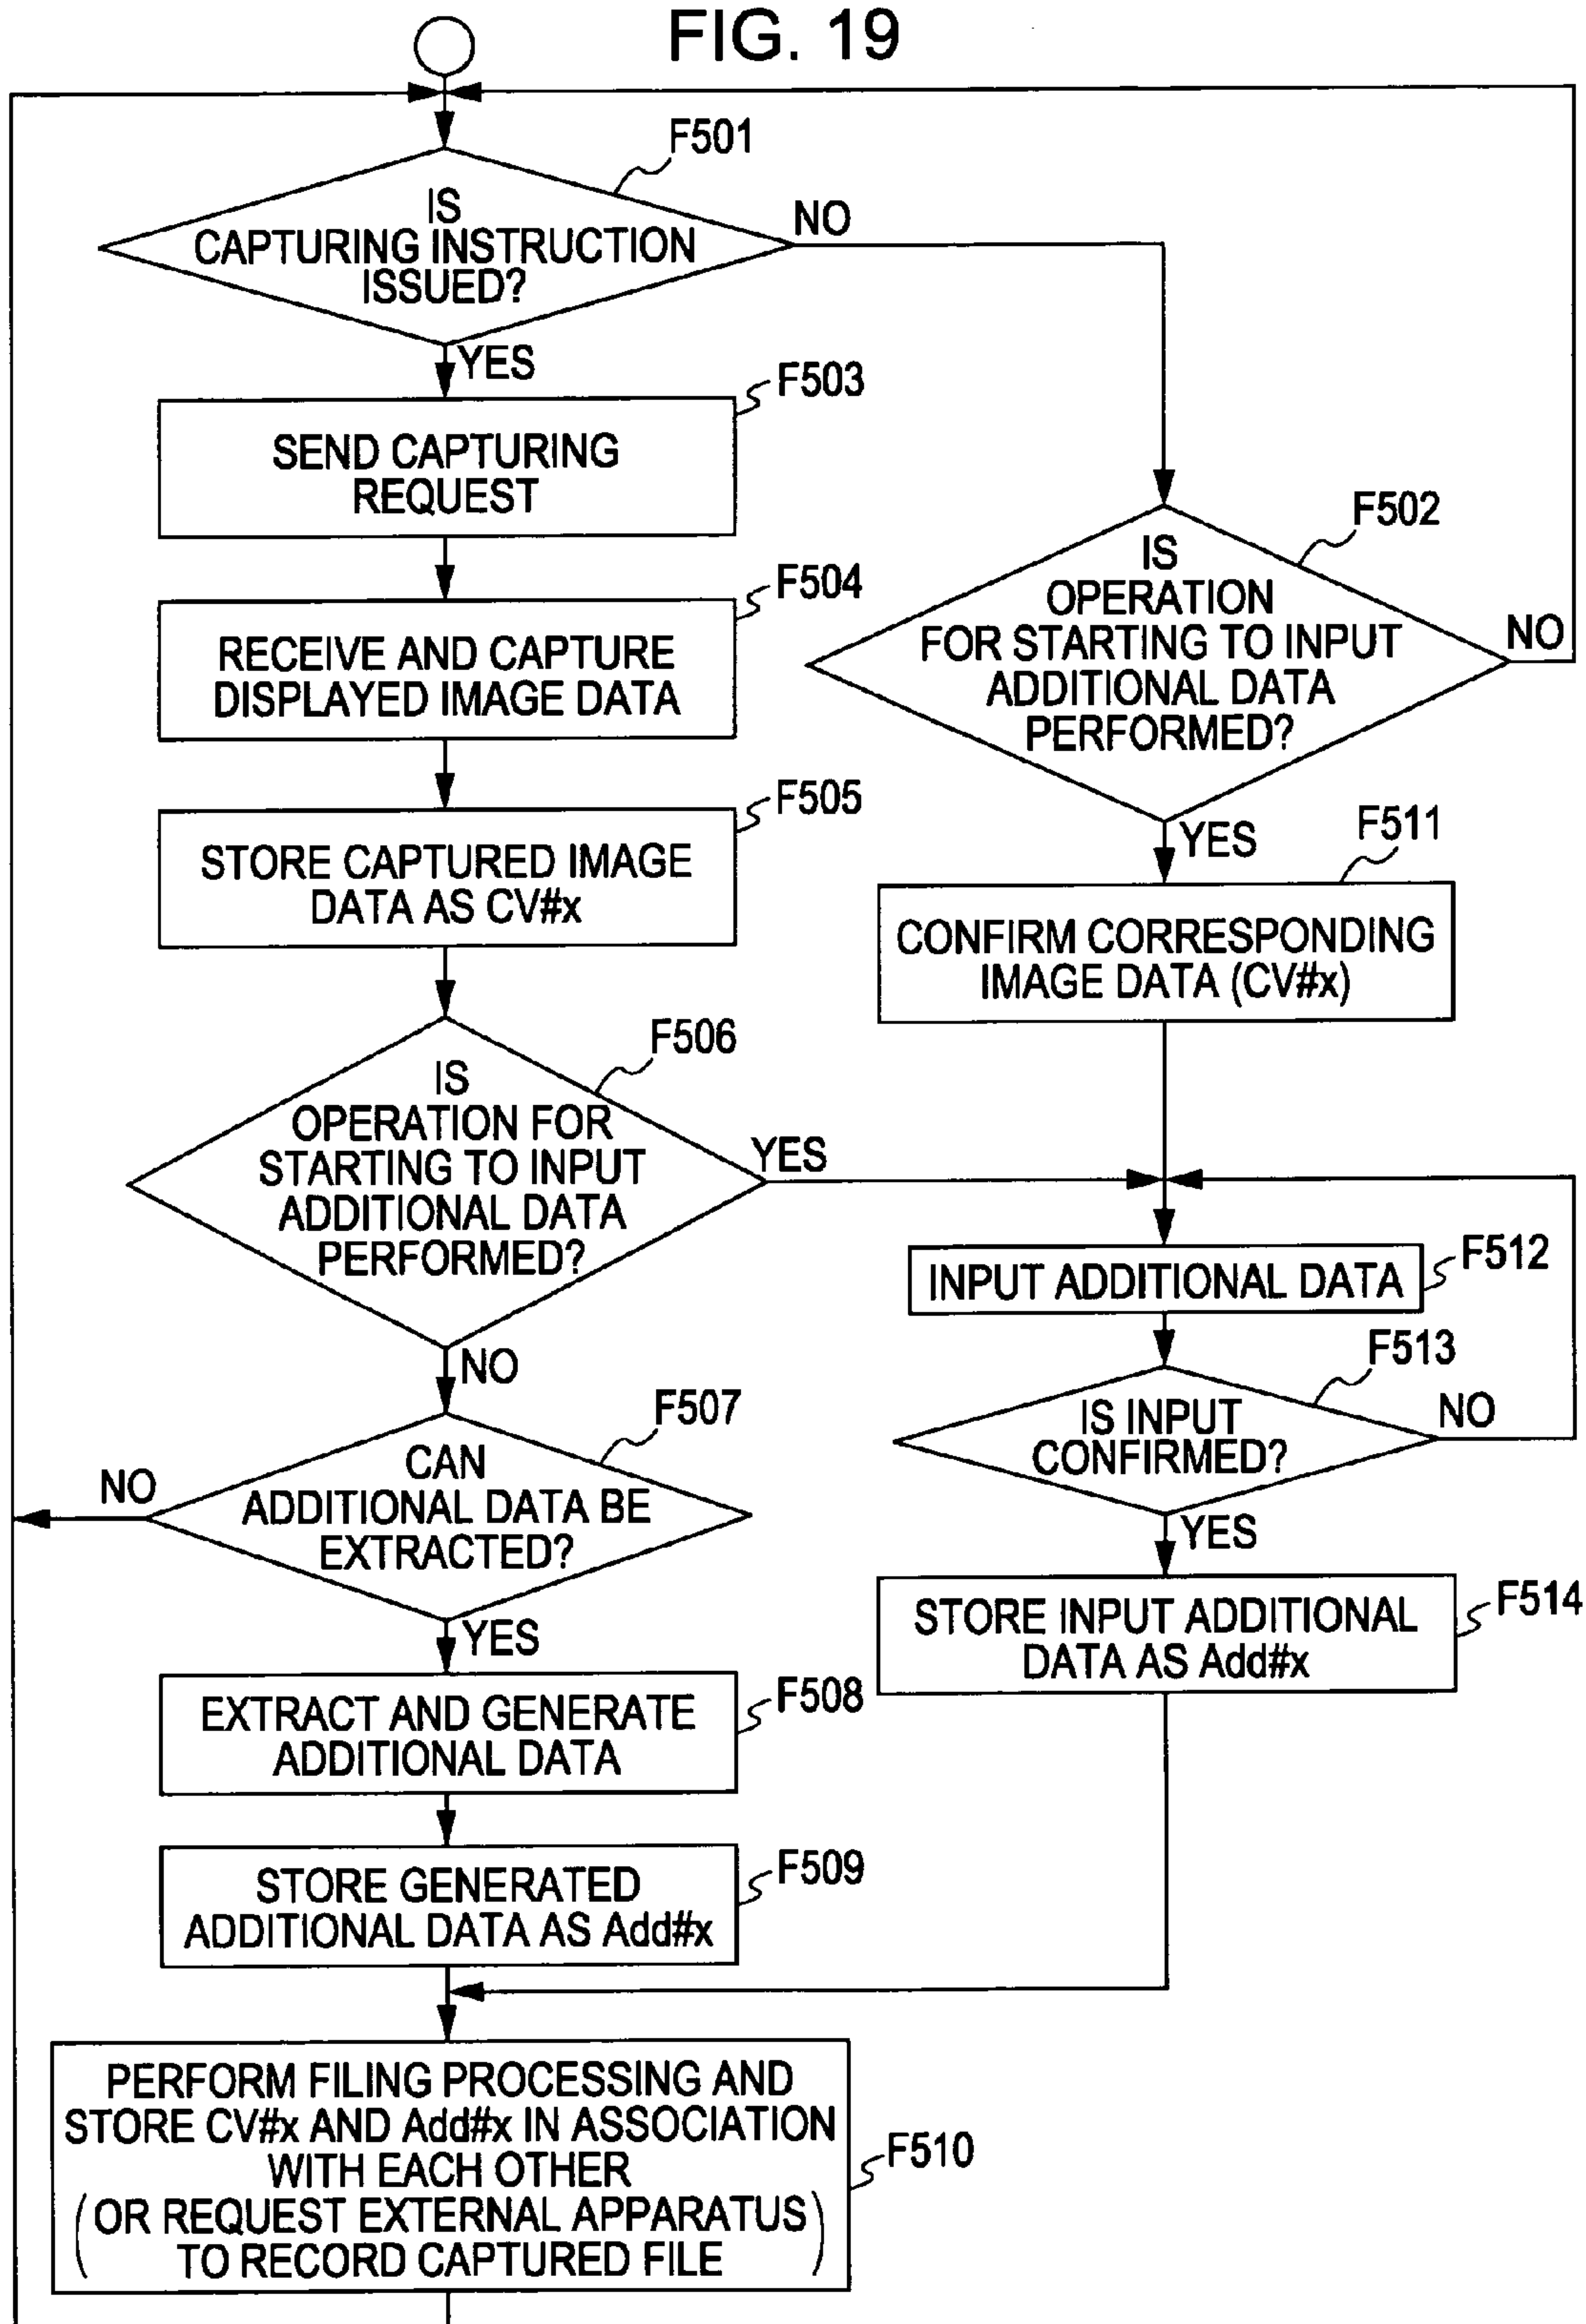 FIG. 19
F501
IS
CAPTURING INSTRUCTION
ISSUED?
NO
YES
F503
SEND CAPTURING
REQUEST
F502
IS
OPERATION
FOR STARTING TO INPUT
ADDITIONAL DATA
PERFORMED?
NO
YES
F504
RECEIVE AND CAPTURE
DISPLAYED IMAGE DATA
F505
STORE CAPTURED IMAGE
DATA AS CV#x
F511
CONFIRM CORRESPONDING
IMAGE DATA (CV#x)
F506
IS
OPERATION FOR
STARTING TO INPUT
ADDITIONAL DATA
PERFORMED?
YES
NO
F512
INPUT ADDITIONAL DATA
F513
IS INPUT
CONFIRMED?
NO
YES
F507
CAN
ADDITIONAL DATA BE
EXTRACTED?
NO
YES
F514
STORE INPUT ADDITIONAL
DATA AS Add#x
F508
EXTRACT AND GENERATE
ADDITIONAL DATA
F509
STORE GENERATED
ADDITIONAL DATA AS Add#x
F510
PERFORM FILING PROCESSING AND
STORE CV#x AND Add#x IN ASSOCIATION
WITH EACH OTHER
(OR REQUEST EXTERNAL APPARATUS
TO RECORD CAPTURED FILE)